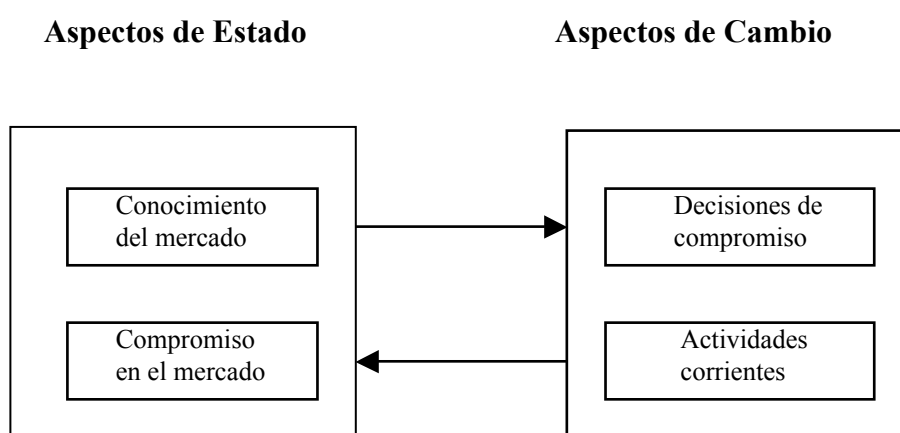 Aspectos de Estado
Aspectos de Cambio
Conocimiento
del mercado
Decisiones de
compromiso
Compromiso
en el mercado
Actividades
corrientes